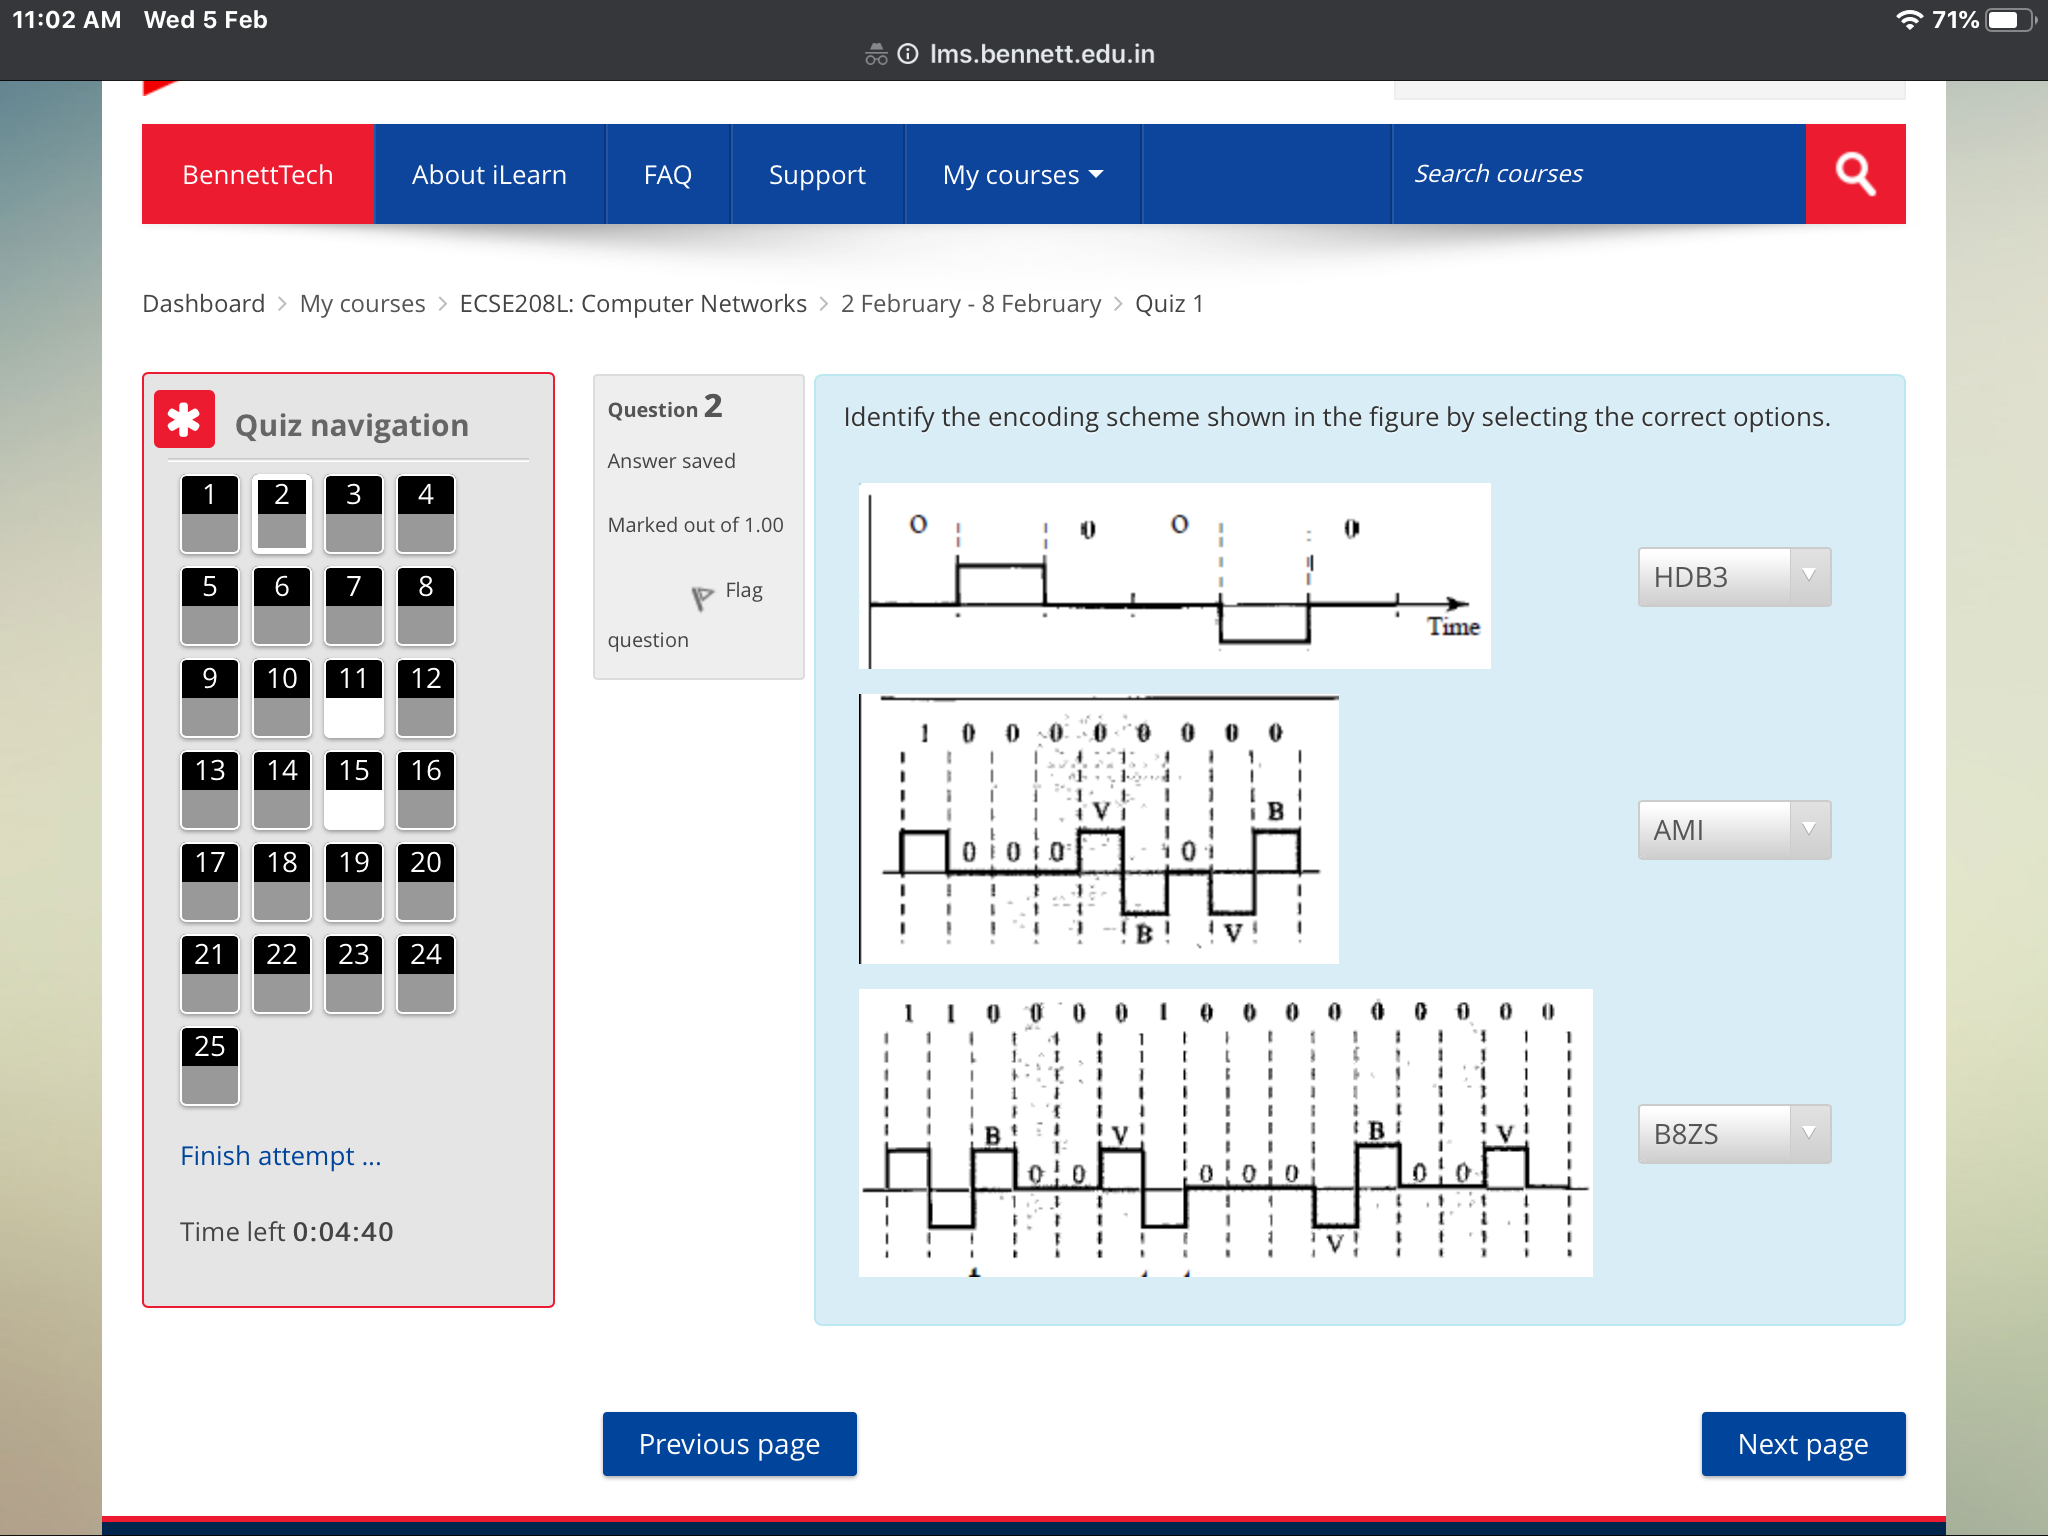 11:02 AM Wed 5 Feb
71%
lms.bennett.edu.in
BennettTech
About iLearn
FAQ
Support
My courses
Search courses
Dashboard > My courses > ECSE208L: Computer Networks > 2 February - 8 February > Quiz 1
Quiz navigation
1 2 3 4
5 6 7 8
9 10 11 12
13 14 15 16
17 18 19 20
21 22 23 24
25
Finish attempt ...
Time left 0:04:40
Question 2
Answer saved
Marked out of 1.00
Flag
question
Identify the encoding scheme shown in the figure by selecting the correct options.
O 0 O 0
Time
HDB3
1 0 0 0 0 0 0 0 0
V B
0 0 0 0
B V
AMI
1 1 0 0 0 0 1 0 0 0 0 0 0 0 0 0
B V B V
0 0 0 0 0 0 0
V
B8ZS
Previous page
Next page